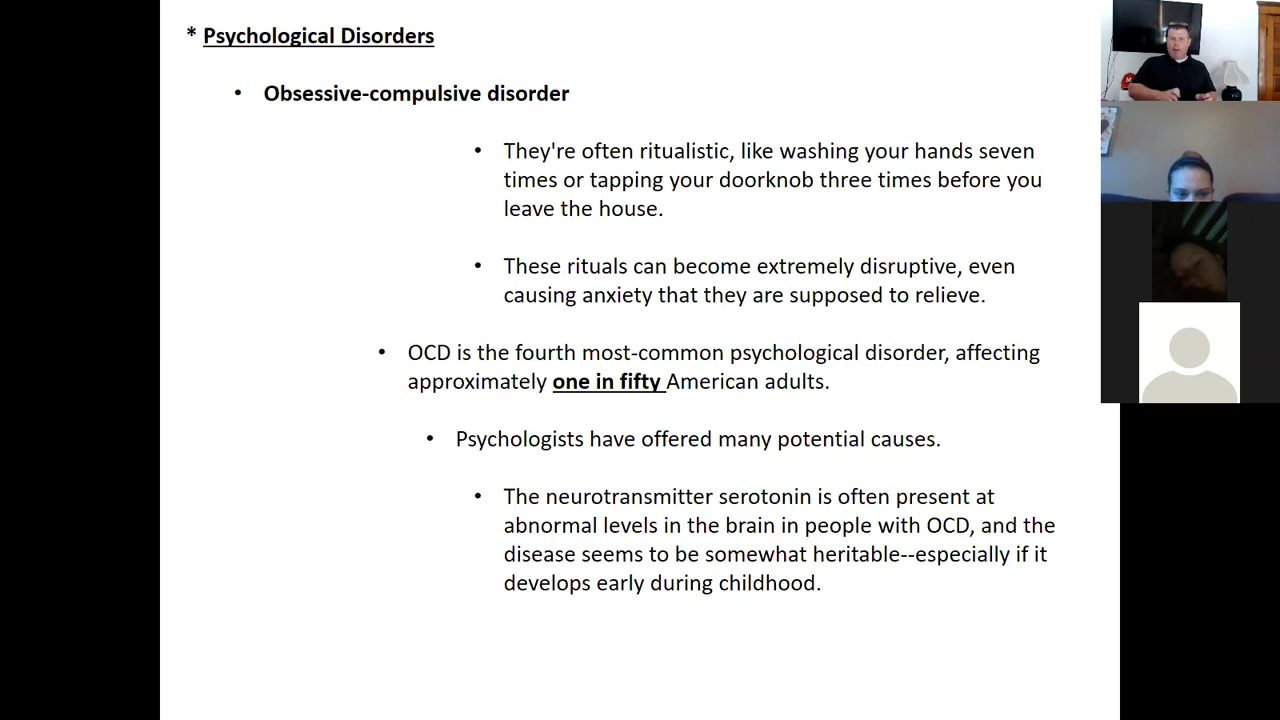 * Psychological Disorders
• Obsessive-compulsive disorder
• They're often ritualistic, like washing your hands seven
times or tapping your doorknob three times before you
leave the house.
• These rituals can become extremely disruptive, even
causing anxiety that they are supposed to relieve.
• OCD is the fourth most-common psychological disorder, affecting
approximately one in fifty American adults.
• Psychologists have offered many potential causes.
• The neurotransmitter serotonin is often present at
abnormal levels in the brain in people with OCD, and the
disease seems to be somewhat heritable--especially if it
develops early during childhood.